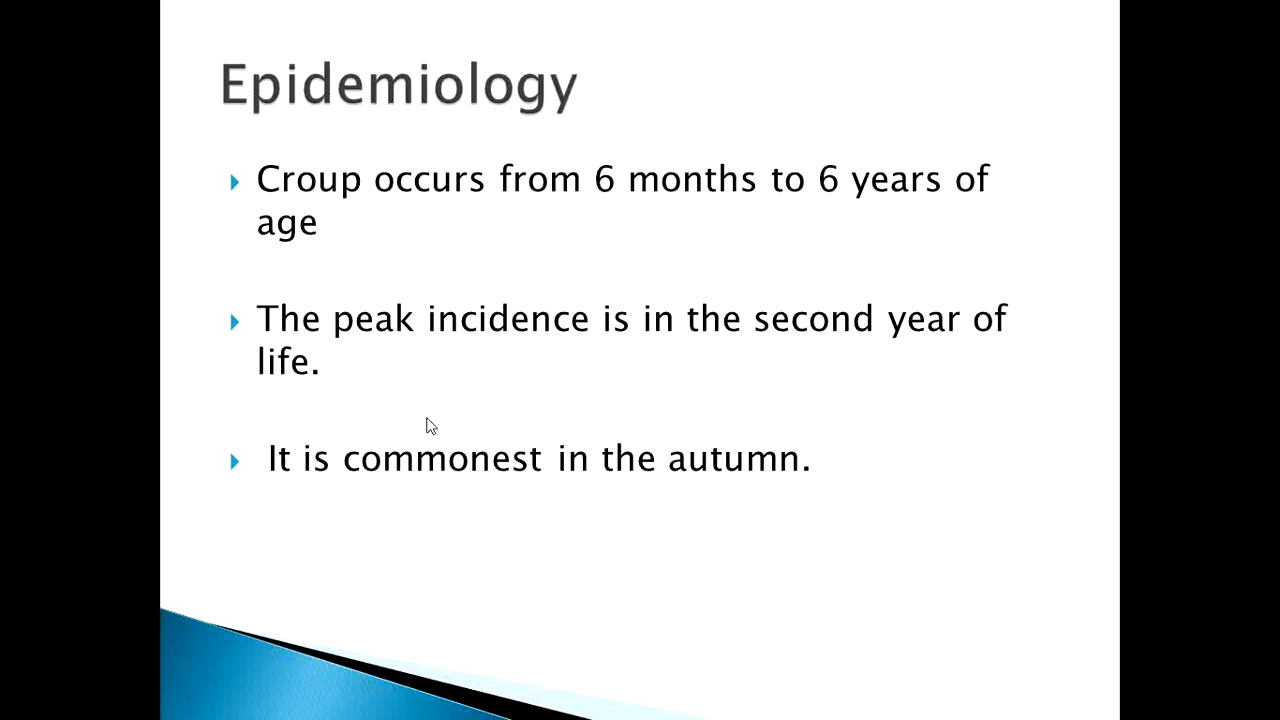 Epidemiology
Croup occurs from 6 months to 6 years of
age
The peak incidence is in the second year of
life.
It is commonest in the autumn.